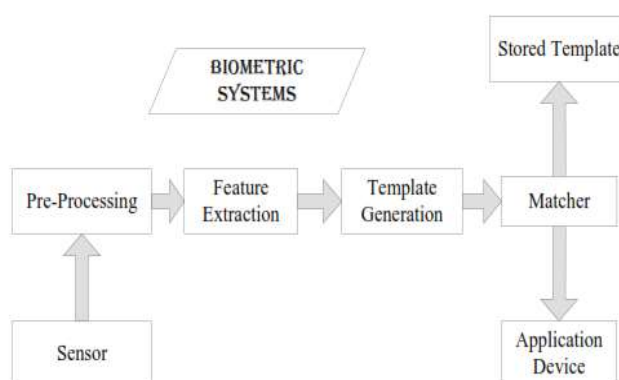 BIOMETRIC
SYSTEMS
Stored Template
Pre-Processing
Feature
Extraction
Template
Generation
Matcher
Sensor
Application
Device